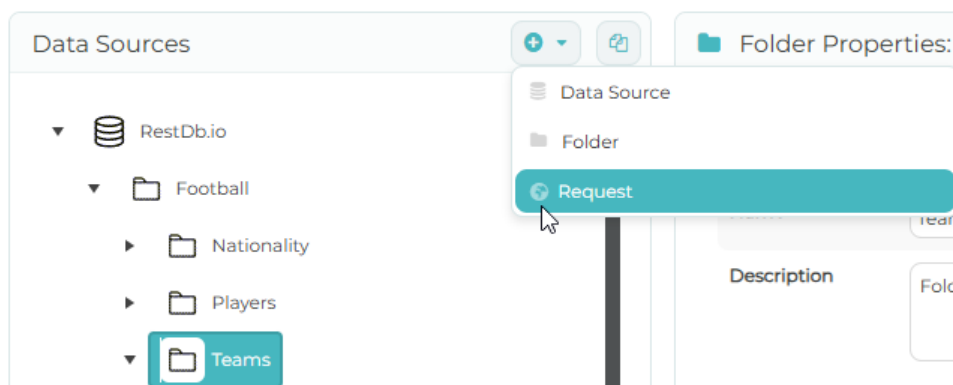 Data Sources
Folder Properties:
Data Source
Folder
Request
RestDb.io
Football
Nationality
Players
Teams
Description